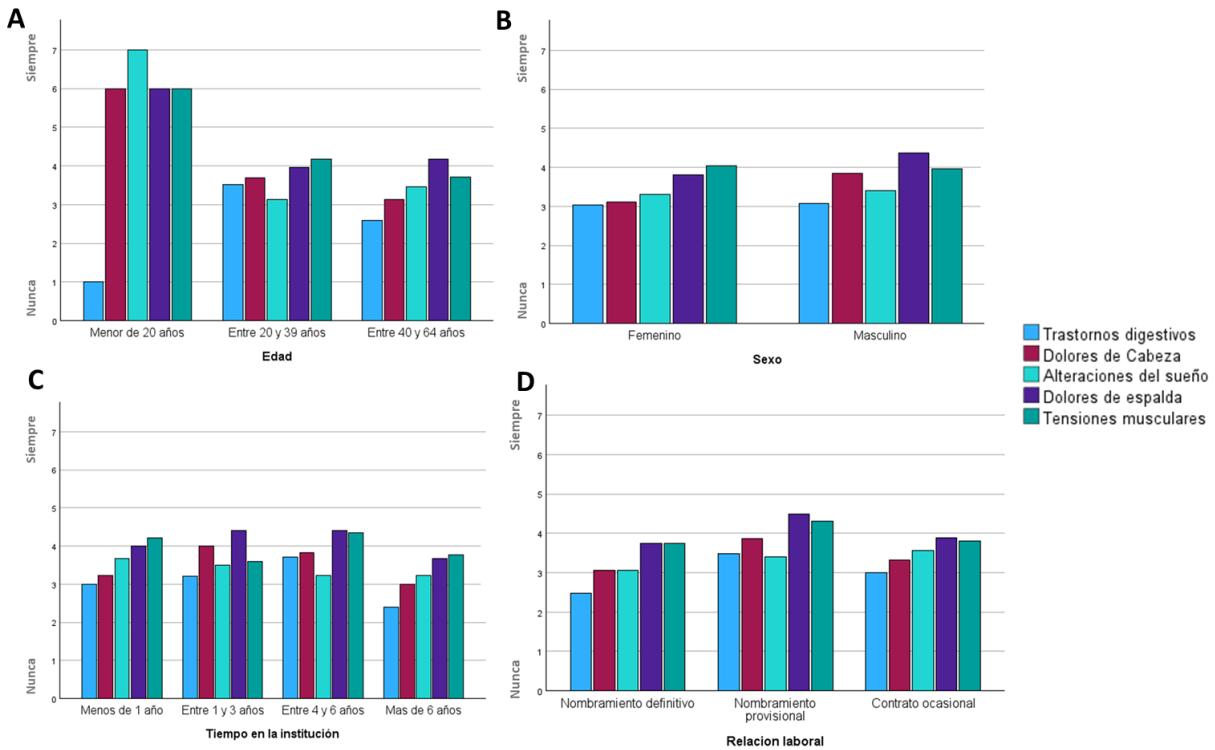 A
Siempre
7
6
5
4
3
2
1
0
Nunca
Menor de 20 años
Entre 20 y 39 años
Entre 40 y 64 años
Edad
B
Siempre
7
6
5
4
3
2
1
0
Nunca
Femenino
Masculino
Sexo
Trastornos digestivos
Dolores de Cabeza
Alteraciones del sueño
Dolores de espalda
Tensiones musculares
C
Siempre
7
6
5
4
3
2
1
0
Nunca
Menos de 1 año
Entre 1 y 3 años
Entre 4 y 6 años
Mas de 6 años
Tiempo en la institución
D
Siempre
7
6
5
4
3
2
1
0
Nunca
Nombramiento definitivo
Nombramiento
provisional
Contrato ocasional
Relacion laboral